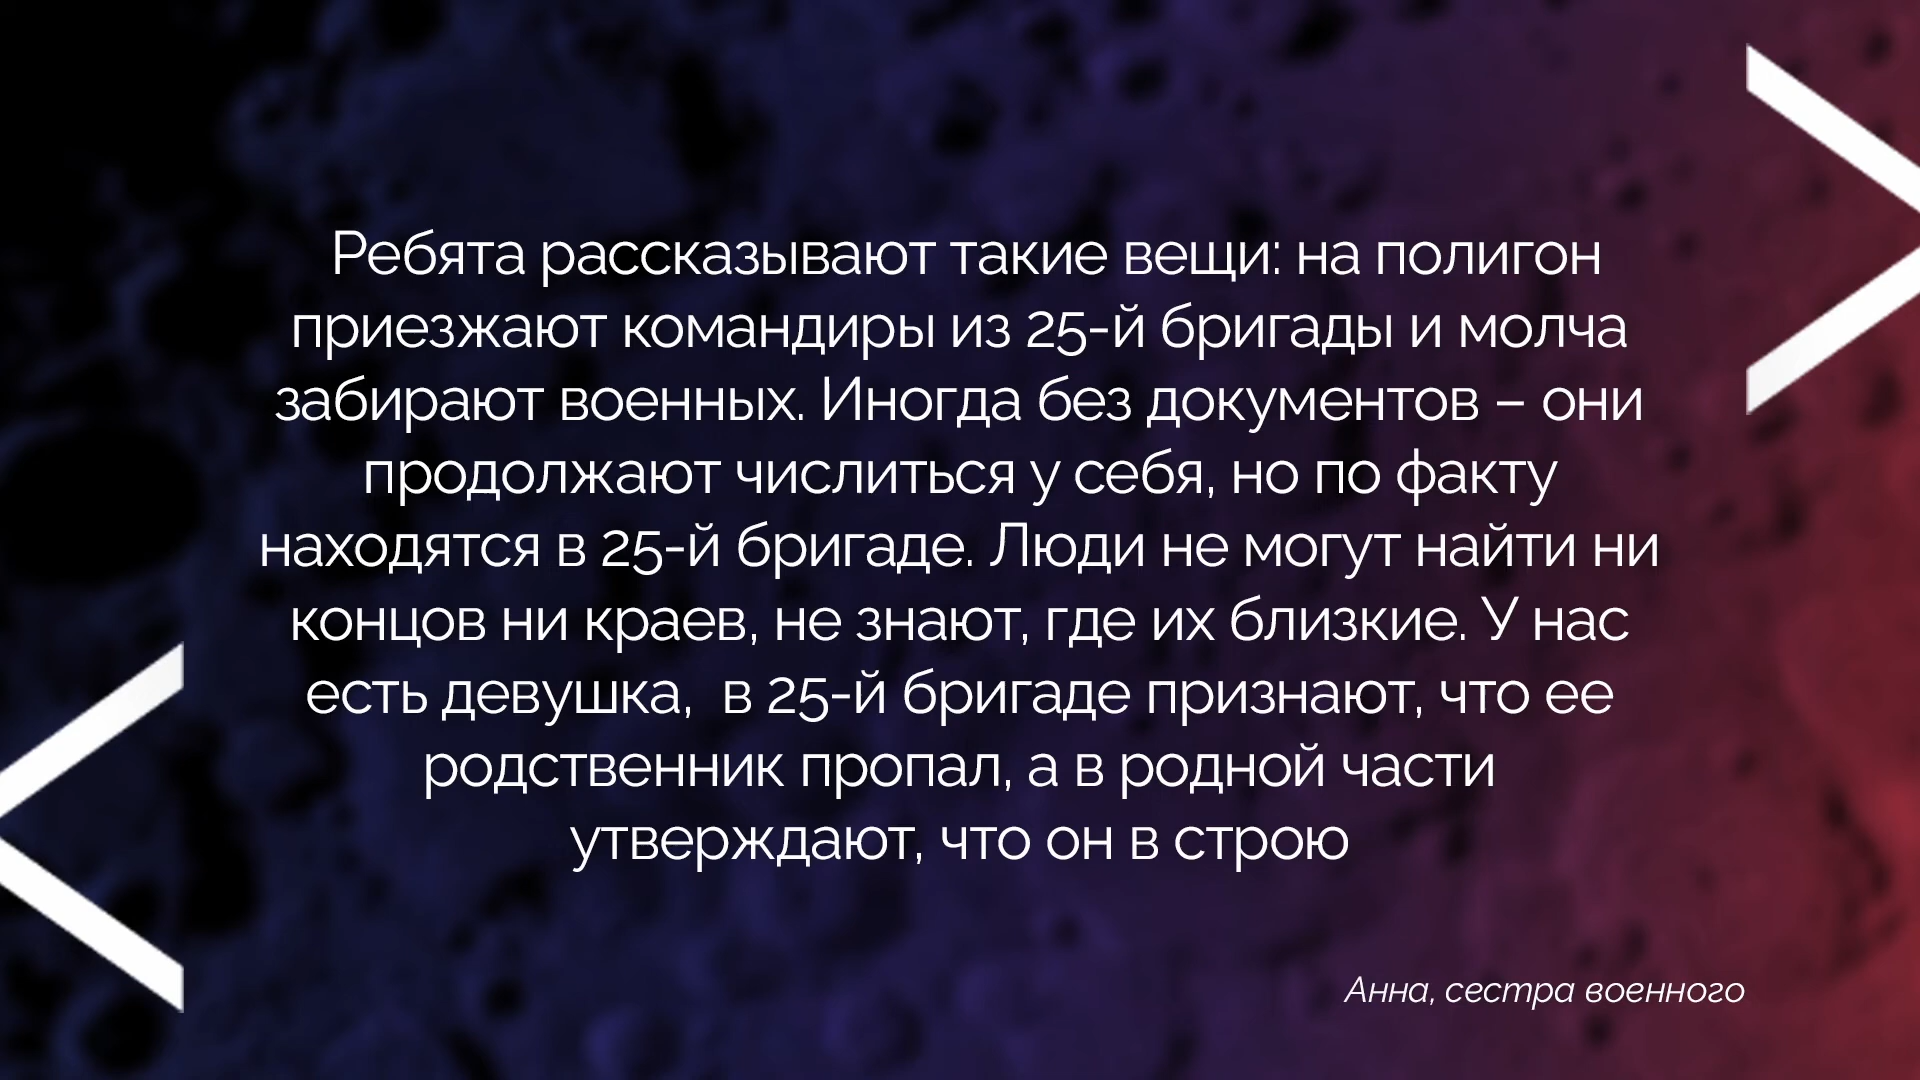 Ребята рассказывают такие вещи: на полигон
приезжают командиры из 25-й бригады и молча
забирают военных. Иногда без документов – они
продолжают числиться у себя, но по факту
находятся в 25-й бригаде. Люди не могут найти ни
концов ни краев, не знают, где их близкие. У нас
есть девушка,  в 25-й бригаде признают, что ее
родственник пропал, а в родной части
утверждают, что он в строю
Анна, сестра военного